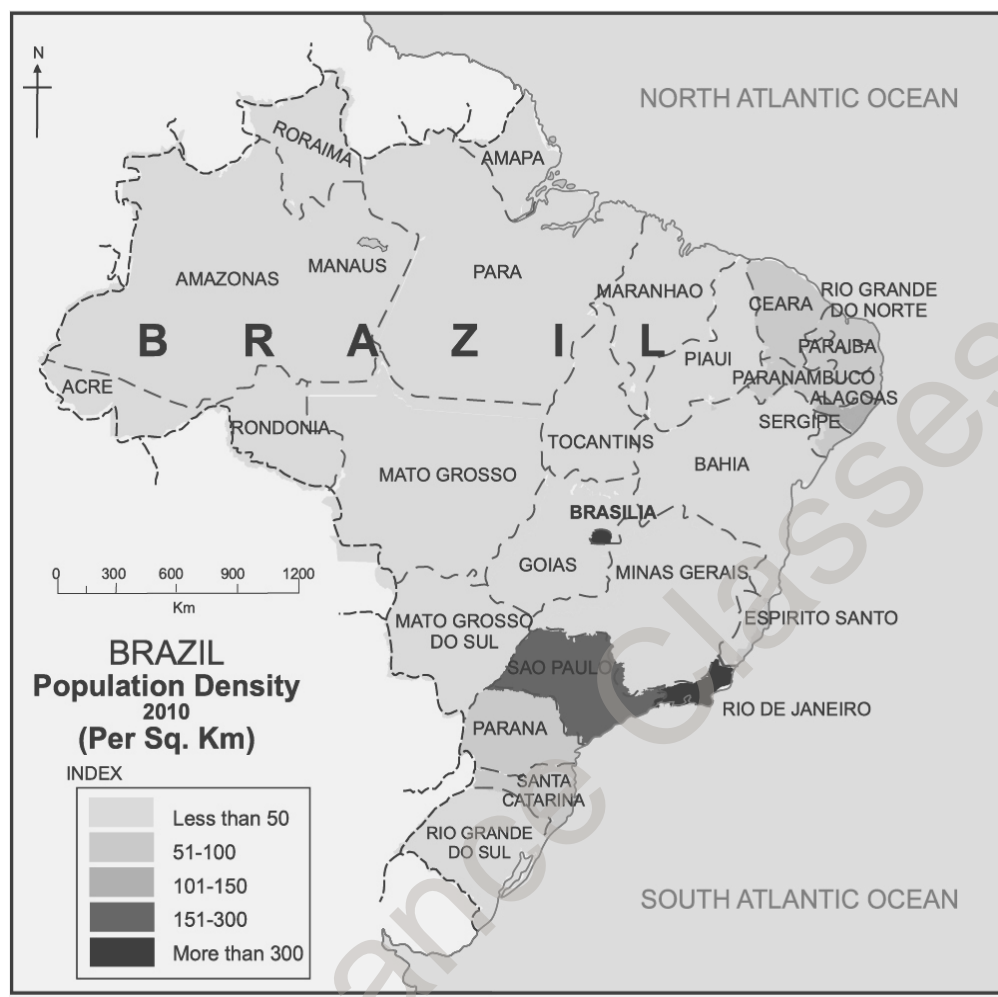 N
NORTH ATLANTIC OCEAN
RORAIMA
AMAPA
AMAZONAS
MANAUS
PARA
MARANHAO
CEARA
RIO GRANDE
DO NORTE
BRAZIL
PIAUI
PARAIBA
PARANAMBUCO
ALAGOAS
SERGIPE
ACRE
RONDONIA
TOCANTINS
BAHIA
MATO GROSSO
BRASILIA
GOIAS
MINAS GERAIS
0 300 600 900 1200
Km
MATO GROSSO
DO SUL
ESPIRITO SANTO
SAO PAULO
RIO DE JANEIRO
PARANA
SANTA
CATARINA
RIO GRANDE
DO SUL
BRAZIL
Population Density
2010
(Per Sq. Km)
INDEX
Less than 50
51-100
101-150
151-300
More than 300
SOUTH ATLANTIC OCEAN
ance Classes